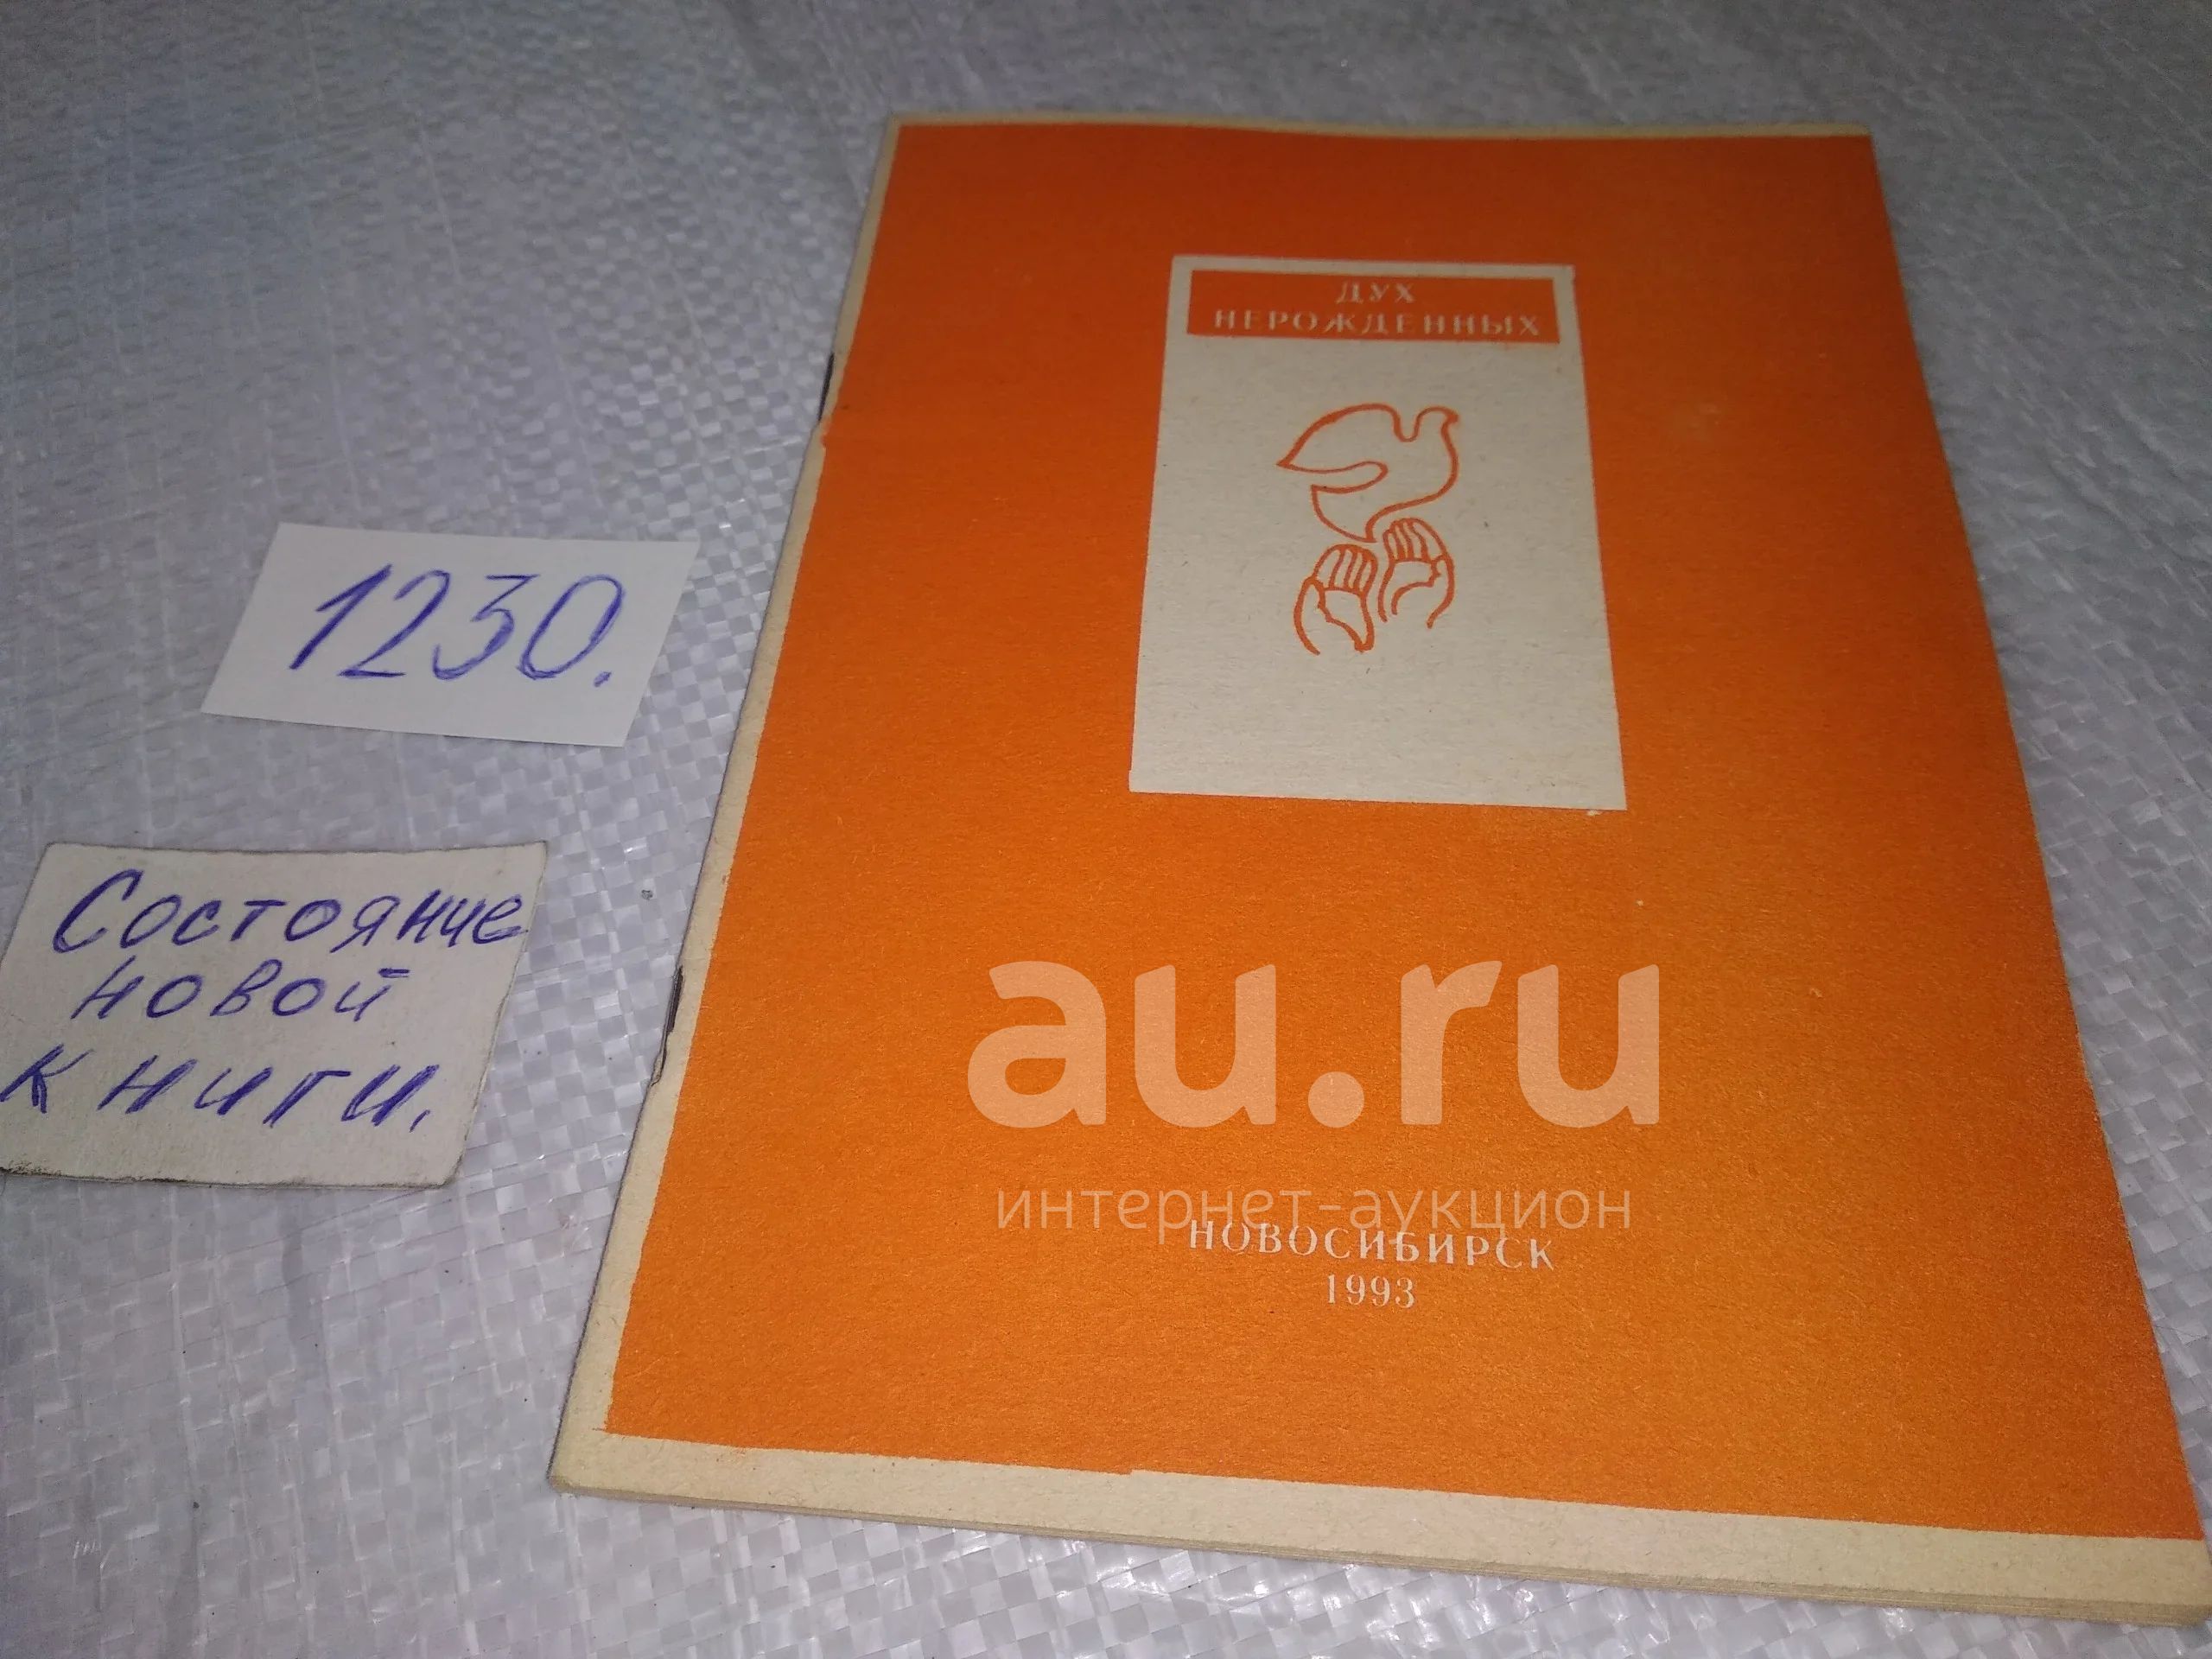 ДУХ
НЕРОЖДЕННЫХ
1230.
Состояние
новой
книги.
au.ru
интернет-аукцион
НОВОСИБИРСК
1993